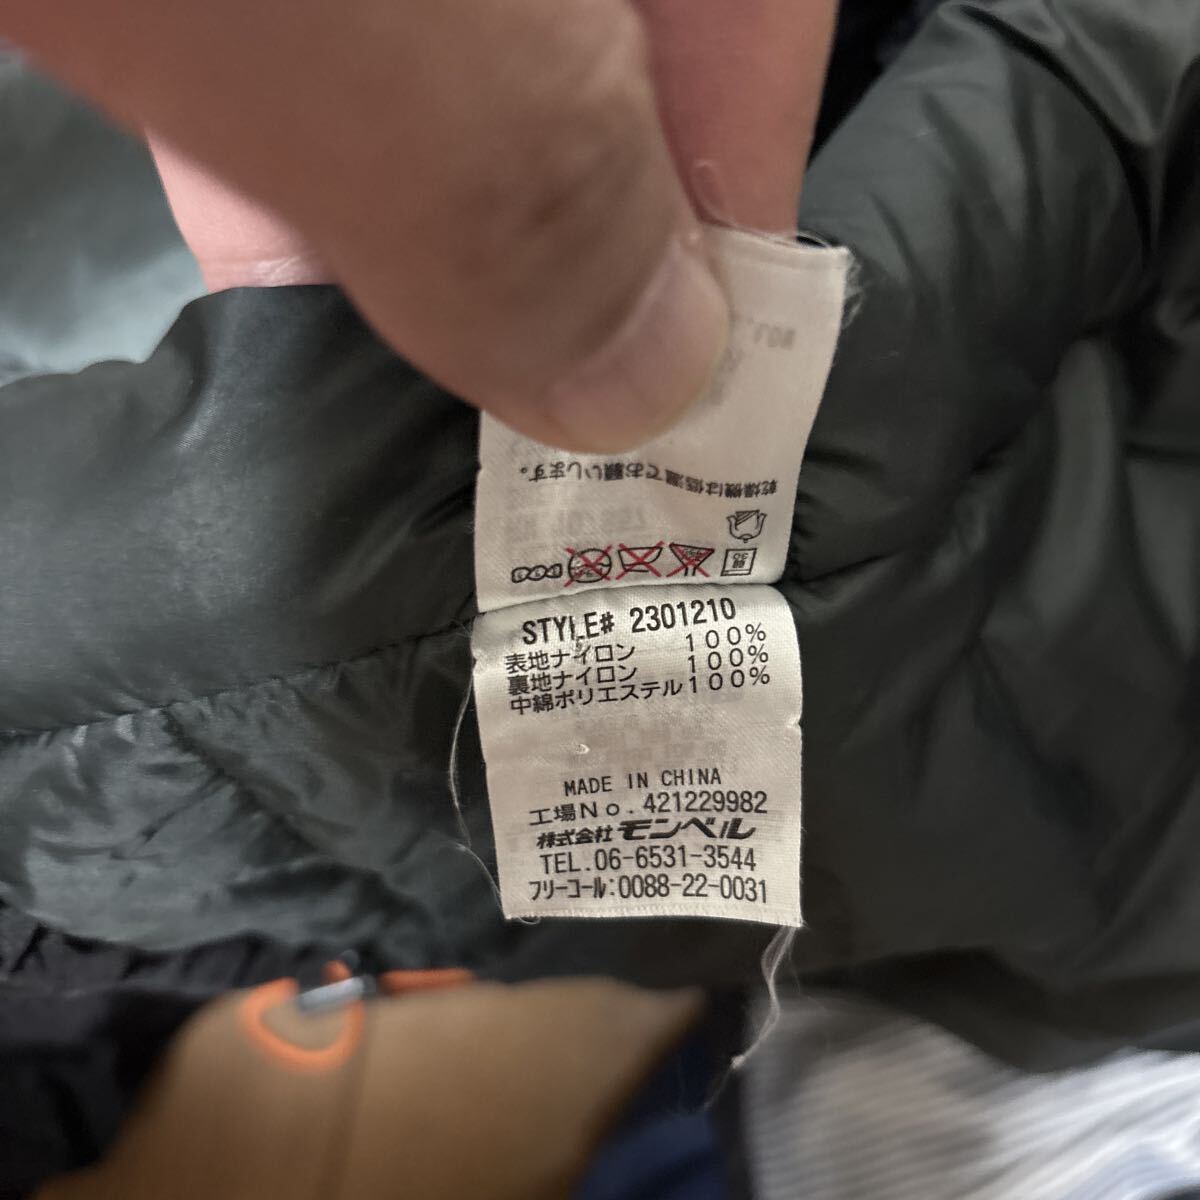 乾燥機は低温でお願いします。
STYLE# 2301210
表地ナイロン 100%
裏地ナイロン 100%
中綿ポリエステル100%
MADE IN CHINA
工場No.421229982
株式会社モンベル
TEL.06-6531-3544
フリーコール:0088-22-0031